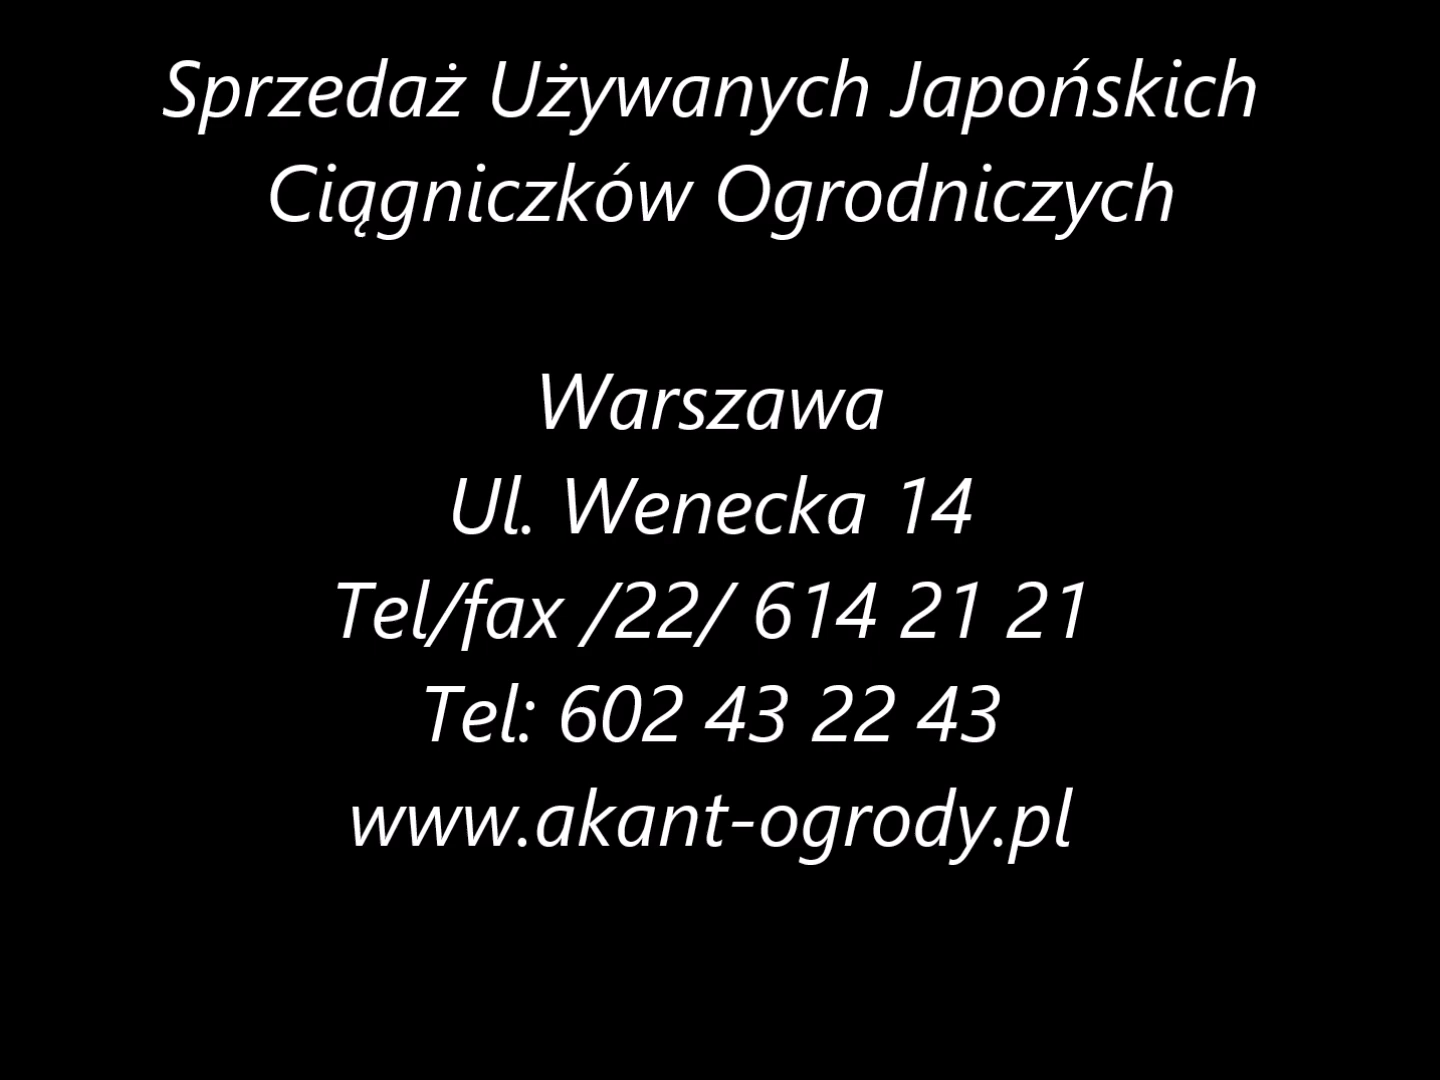 Sprzedaż Używanych Japońskich
Ciągniczków Ogrodniczych
Warszawa
Ul. Wenecka 14
Tel/fax /22/ 614 21 21
Tel: 602 43 22 43
www.akant-ogrody.pl